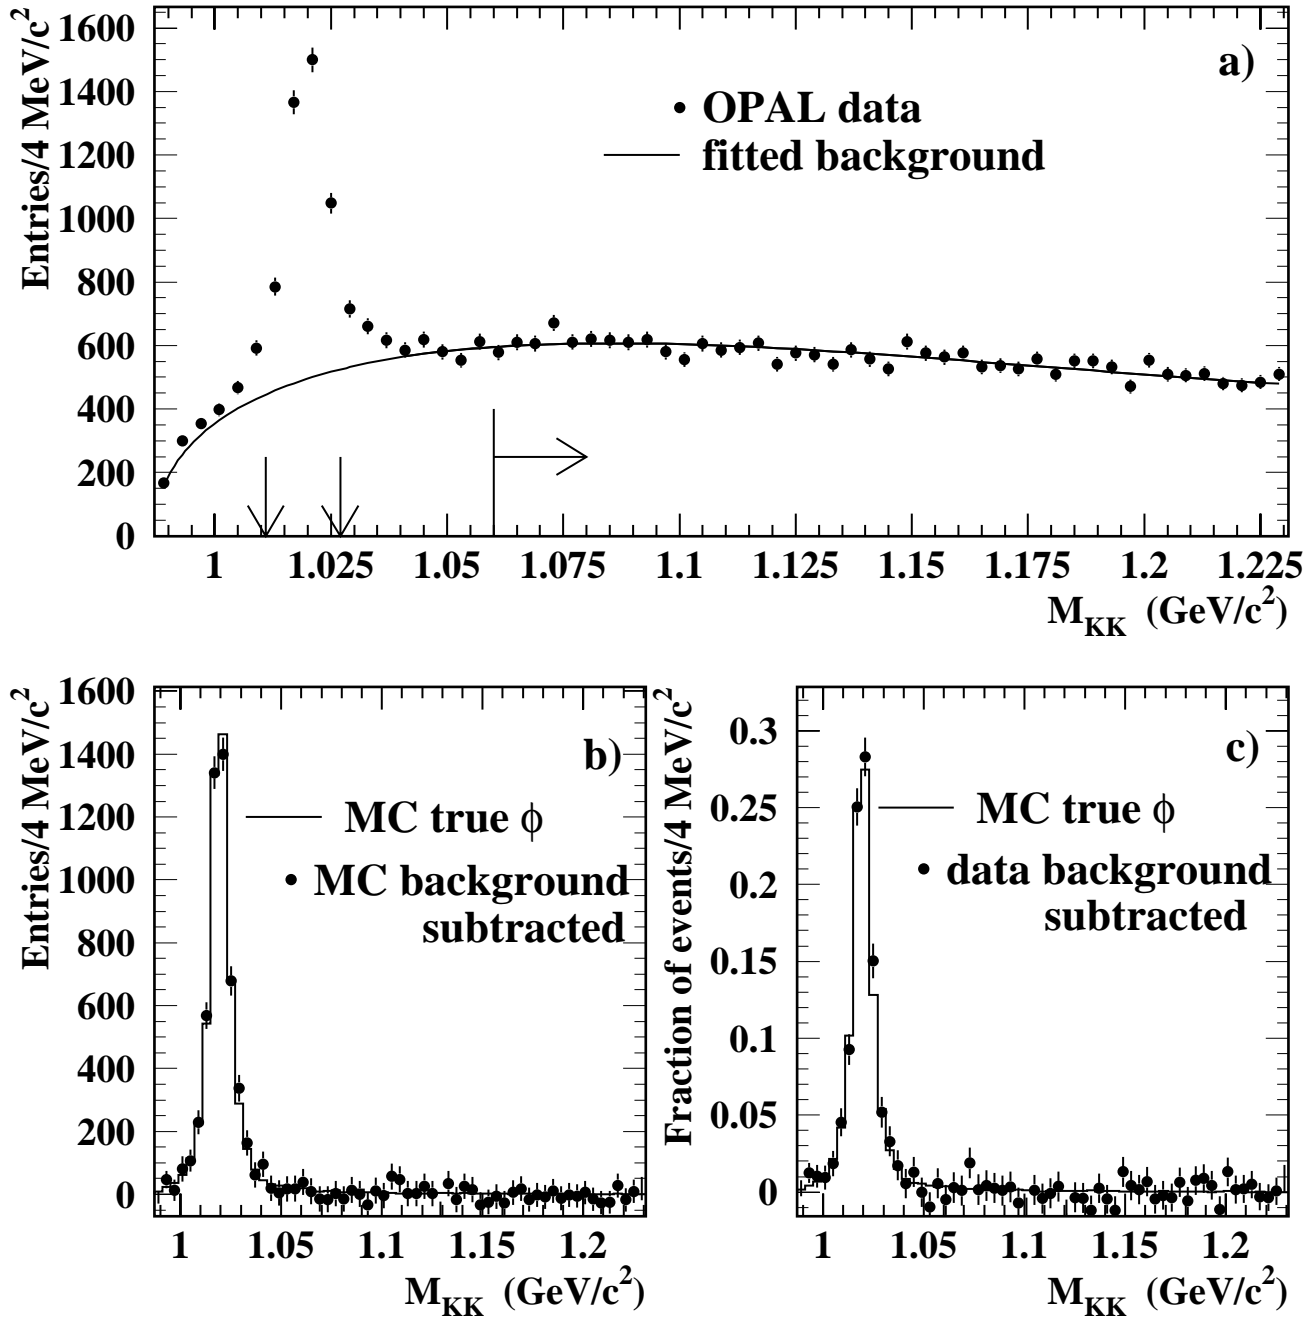 a)
Entries/4 MeV/c²
1600
1400
1200
1000
800
600
400
200
0
OPAL data
fitted background
1 1.025 1.05 1.075 1.1 1.125 1.15 1.175 1.2 1.225
M_KK (GeV/c²)
b)
Entries/4 MeV/c²
1600
1400
1200
1000
800
600
400
200
0
MC true ϕ
MC background
subtracted
1 1.05 1.1 1.15 1.2
M_KK (GeV/c²)
c)
Fraction of events/4 MeV/c²
0.3
0.25
0.2
0.15
0.1
0.05
0
MC true ϕ
data background
subtracted
1 1.05 1.1 1.15 1.2
M_KK (GeV/c²)